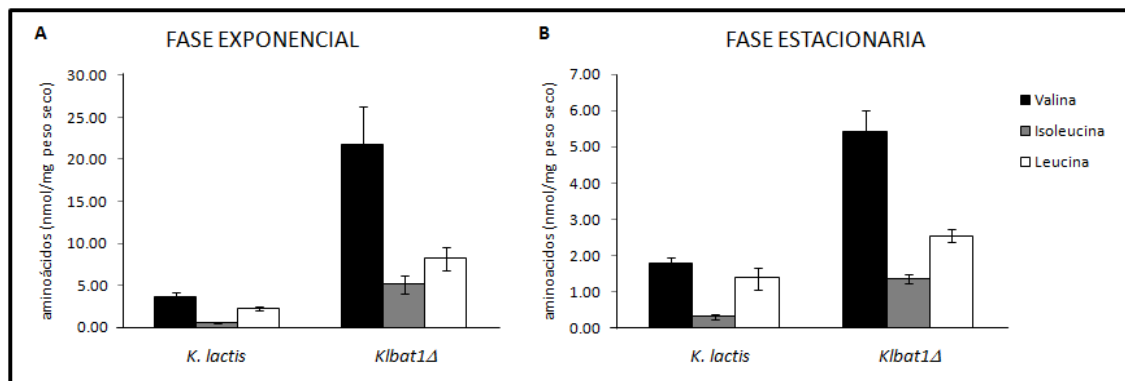 A
FASE EXPONENCIAL
aminoácidos (nmol/mg peso seco)
30.00
25.00
20.00
15.00
10.00
5.00
0.00
K. lactis
Klbat1Δ
B
FASE ESTACIONARIA
aminoacidos (nmol/mg peso seco)
7.00
6.00
5.00
4.00
3.00
2.00
1.00
0.00
K. lactis
Klbat1Δ
Valina
Isoleucina
Leucina